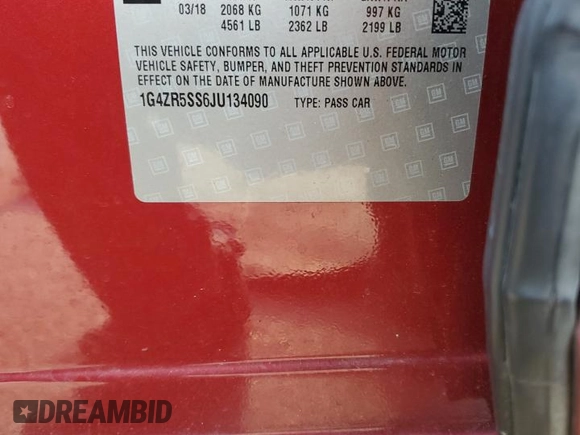 03/18 2068 KG 1071 KG 997 KG
4561 LB 2362 LB 2199 LB
THIS VEHICLE CONFORMS TO ALL APPLICABLE U.S. FEDERAL MOTOR
VEHICLE SAFETY, BUMPER, AND THEFT PREVENTION STANDARDS IN
EFFECT ON THE DATE OF MANUFACTURE SHOWN ABOVE.
1G4ZR5SS6JU134090 TYPE: PASS CAR
DREAMBID